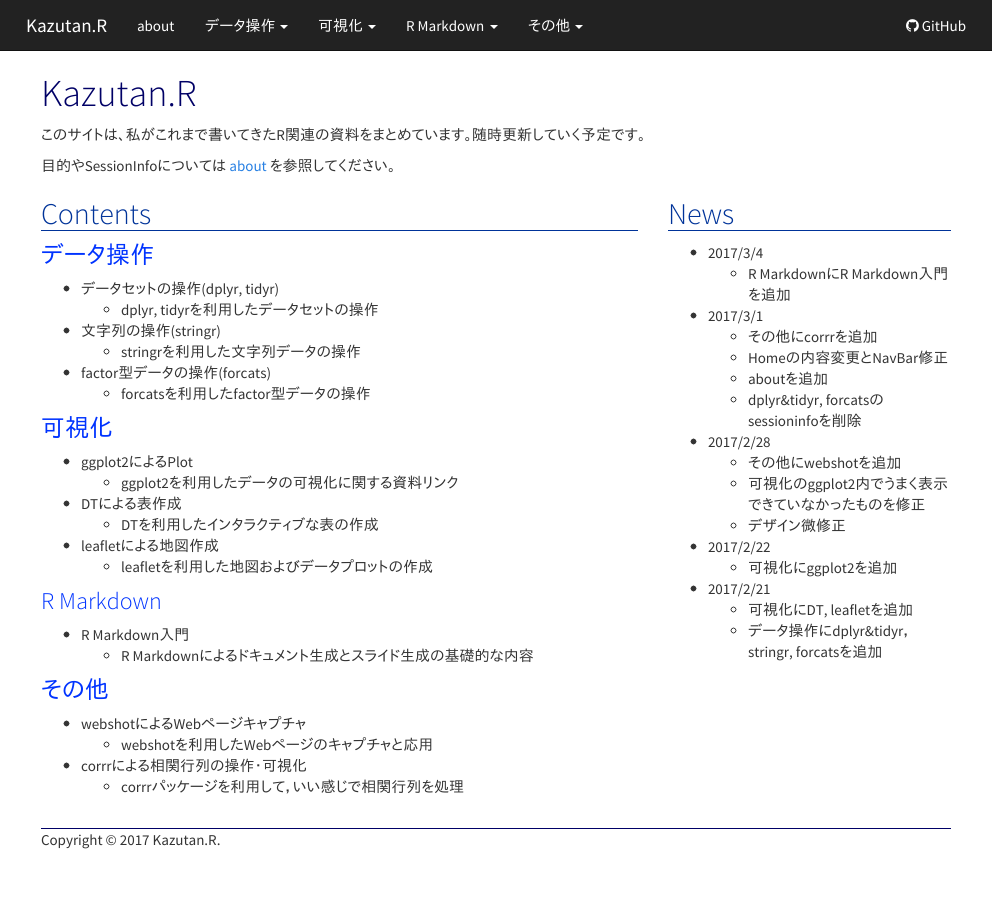 Kazutan.R about データ操作 可視化 R Markdown その他 GitHub
Kazutan.R
このサイトは、私がこれまで書いてきたR関連の資料をまとめています。随時更新していく予定です。
目的やSessionInfoについては about を参照してください。
Contents
データ操作
データセットの操作(dplyr, tidyr)
dplyr, tidyrを利用したデータセットの操作
文字列の操作(stringr)
stringrを利用した文字列データの操作
factor型データの操作(forcats)
forcatsを利用したfactor型データの操作
可視化
ggplot2によるPlot
ggplot2を利用したデータの可視化に関する資料リンク
DTによる表作成
DTを利用したインタラクティブな表の作成
leafletによる地図作成
leafletを利用した地図およびデータプロットの作成
R Markdown
R Markdown入門
R Markdownによるドキュメント生成とスライド生成の基礎的な内容
その他
webshotによるWebページキャプチャ
webshotを利用したWebページのキャプチャと応用
corrrによる相関行列の操作・可視化
corrrパッケージを利用して，いい感じで相関行列を処理
News
2017/3/4
R MarkdownにR Markdown入門
を追加
2017/3/1
その他にcorrrを追加
Homeの内容変更とNavBar修正
aboutを追加
dplyr&tidyr, forcatsの
sessioninfoを削除
2017/2/28
その他にwebshotを追加
可視化のggplot2内でうまく表示
できていなかったものを修正
デザイン微修正
2017/2/22
可視化にggplot2を追加
2017/2/21
可視化にDT, leafletを追加
データ操作にdplyr&tidyr，
stringr, forcatsを追加
Copyright © 2017 Kazutan.R.